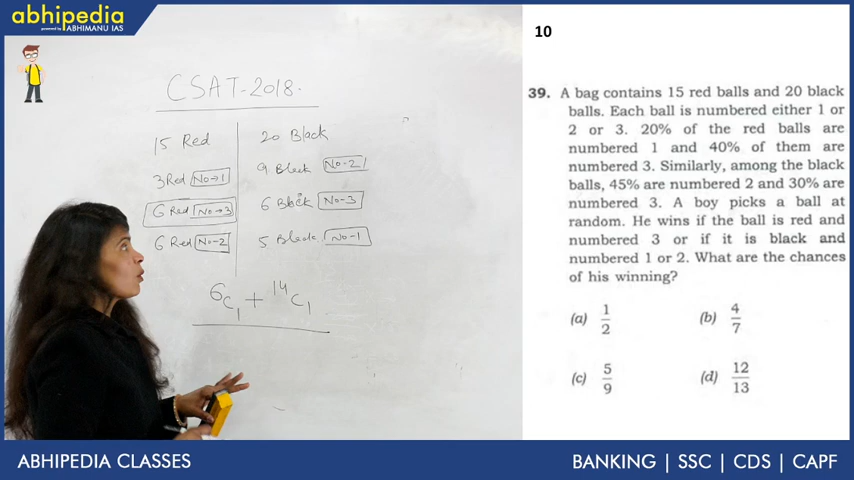 abhipedia
powered by ABHIMANU IAS
CSAT-2018.
15 Red
20 Black
3 Red No→1
9 Black No-2
6 Red No→3
6 Black No-3
6 Red No-2
5 Black No-1
6C1 + 14C1
10
39. A bag contains 15 red balls and 20 black
balls. Each ball is numbered either 1 or
2 or 3. 20% of the red balls are
numbered 1 and 40% of them are
numbered 3. Similarly, among the black
balls, 45% are numbered 2 and 30% are
numbered 3. A boy picks a ball at
random. He wins if the ball is red and
numbered 3 or if it is black and
numbered 1 or 2. What are the chances
of his winning?
(a) 1/2
(b) 4/7
(c) 5/9
(d) 12/13
ABHIPEDIA CLASSES
BANKING | SSC | CDS | CAPF